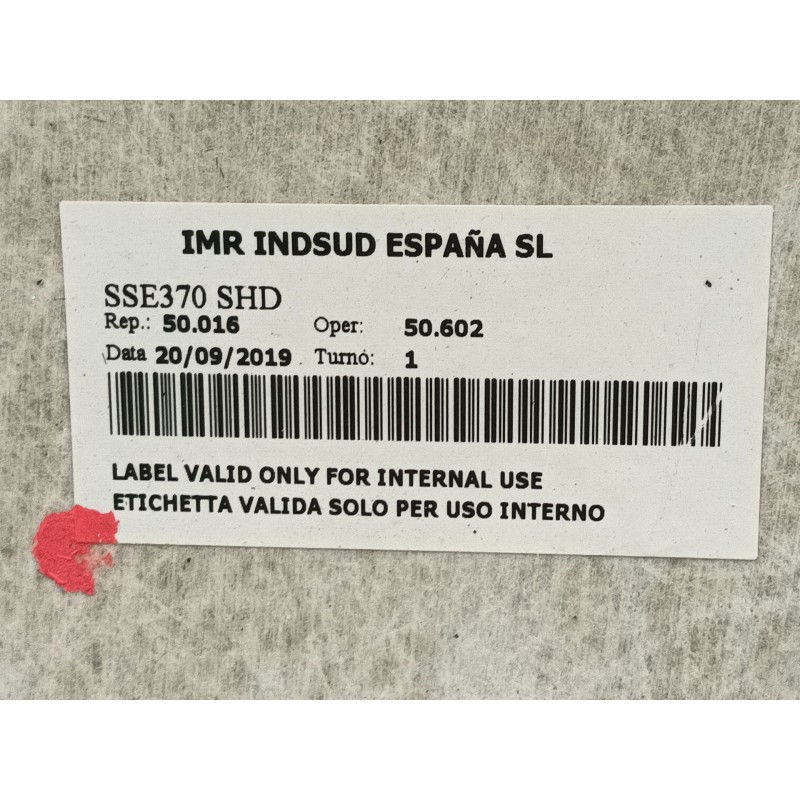 IMR INDSUD ESPAÑA SL
SSE370 SHD
Rep.: 50.016 Oper: 50.602
Data 20/09/2019 Turno: 1
LABEL VALID ONLY FOR INTERNAL USE
ETICHETTA VALIDA SOLO PER USO INTERNO